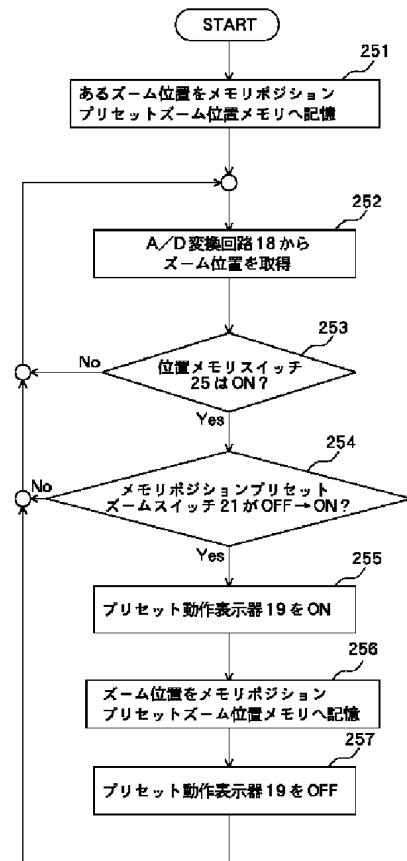 START
251
あるズーム位置をメモリポジション
プリセットズーム位置メモリへ記憶
252
A/D変換回路18から
ズーム位置を取得
253
位置メモリスイッチ
25はON?
No
Yes
254
メモリポジションプリセット
ズームスイッチ21がOFF→ON?
No
Yes
255
プリセット動作表示器19をON
256
ズーム位置をメモリポジション
プリセットズーム位置メモリへ記憶
257
プリセット動作表示器19をOFF